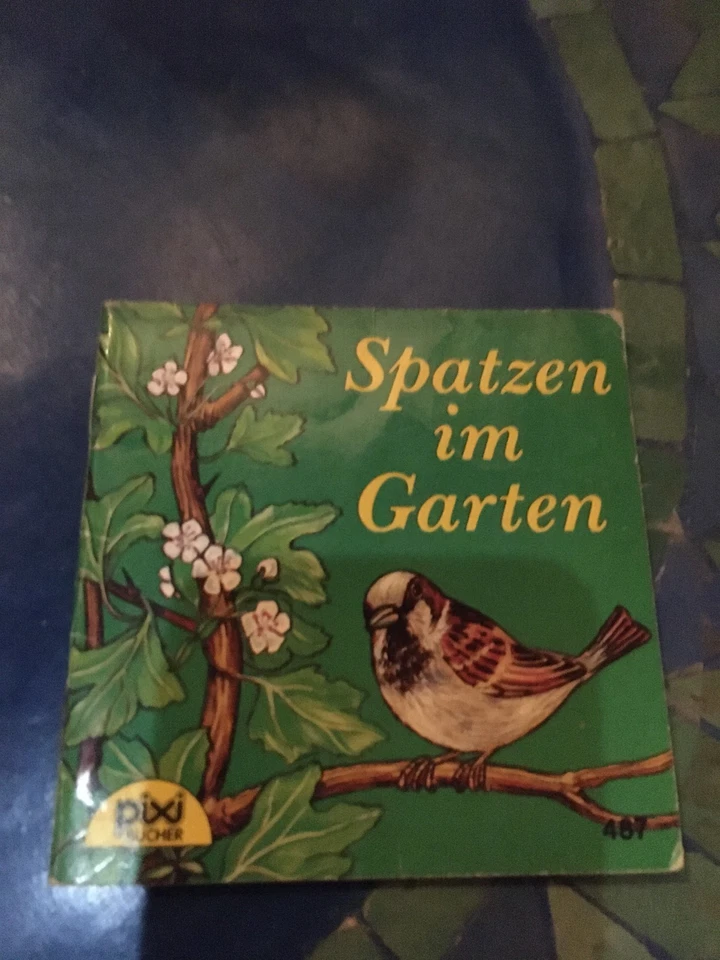 Spatzen
im
Garten
pixi
BÜCHER
487